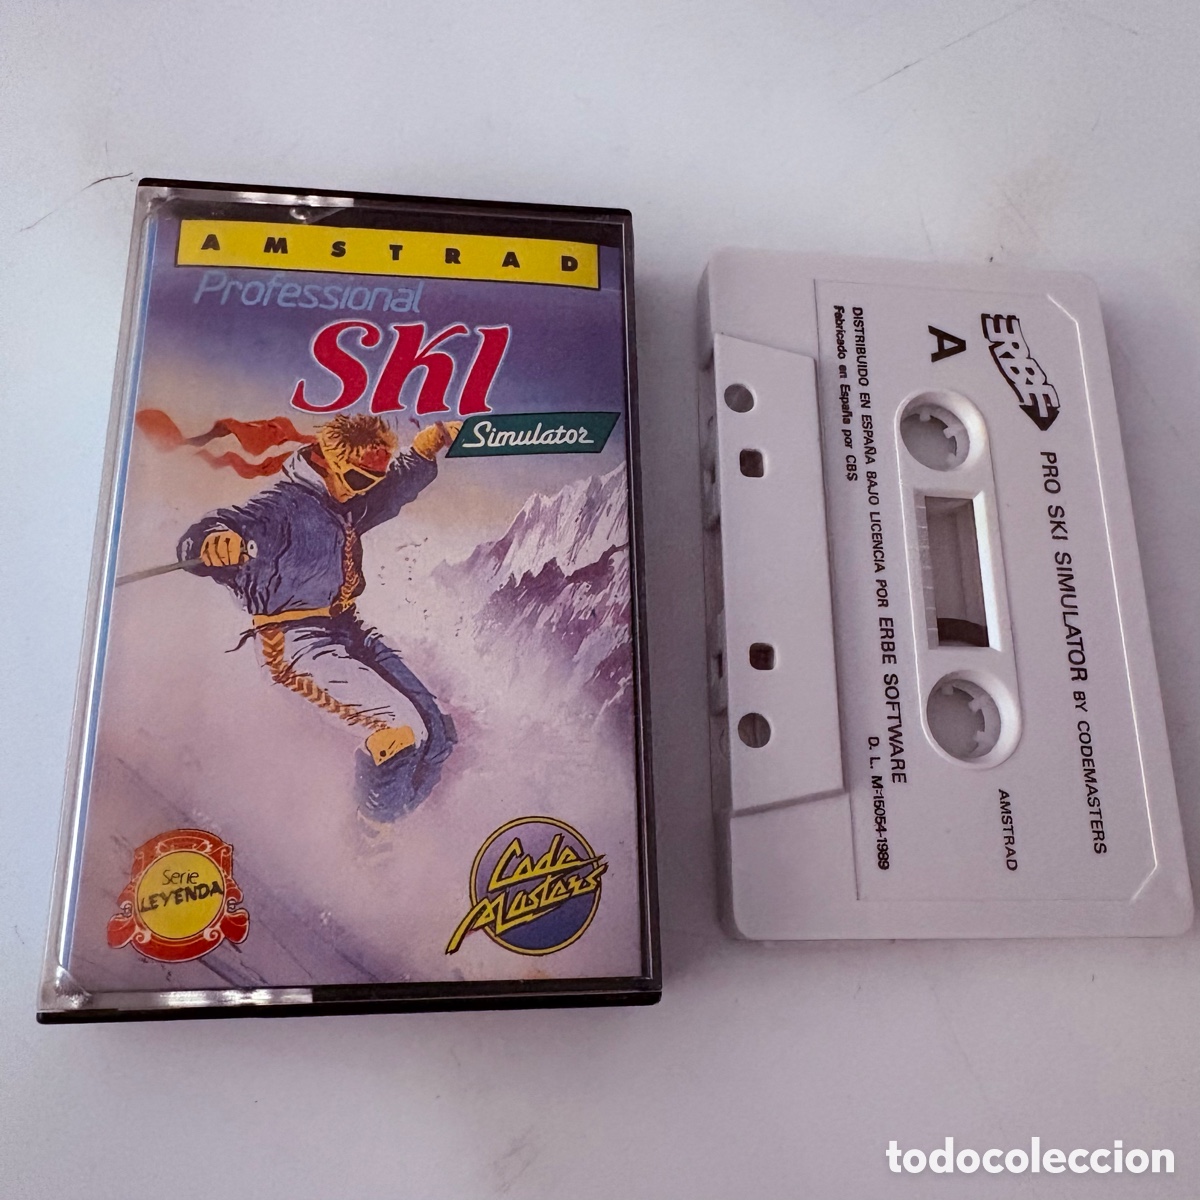 AMSTRAD
Professional
SKI
Simulator
Serie
LEYENDA
Code
Masters
ERBE
A
PRO SKI SIMULATOR BY CODEMASTERS
AMSTRAD
DISTRIBUIDO EN ESPAÑA BAJO LICENCIA POR ERBE SOFTWARE
Fabricado en España por CBS
D. L. M-15054-1989
todocoleccion